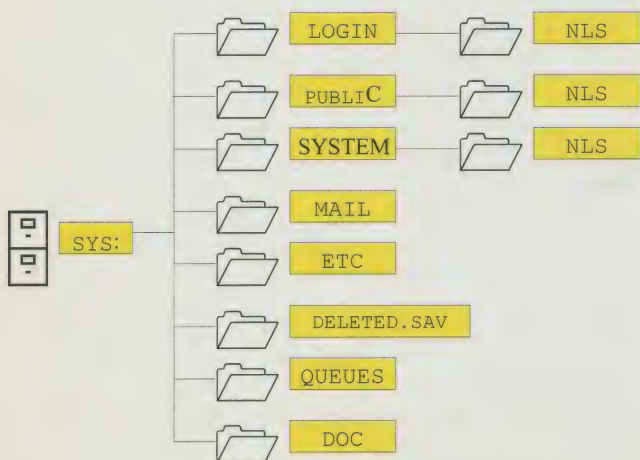 LOGIN NLS
PUBLIC NLS
SYSTEM NLS
MAIL
SYS:
ETC
DELETED.SAV
QUEUES
DOC